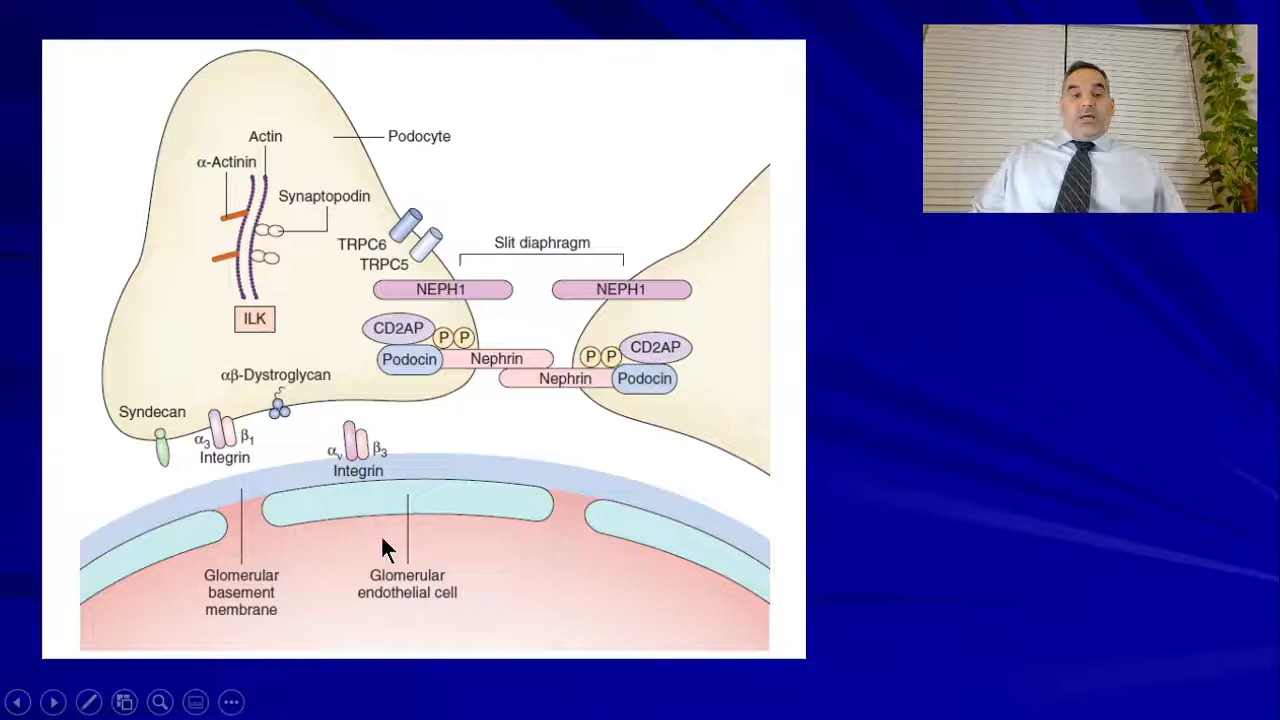 Actin
Podocyte
α-Actinin
Synaptopodin
TRPC6
TRPC5
Slit diaphragm
NEPH1
NEPH1
ILK
CD2AP
P P
CD2AP
P P
Podocin
Nephrin
Nephrin
Podocin
αβ-Dystroglycan
Syndecan
α3 β1
Integrin
αv β3
Integrin
Glomerular
basement
membrane
Glomerular
endothelial cell